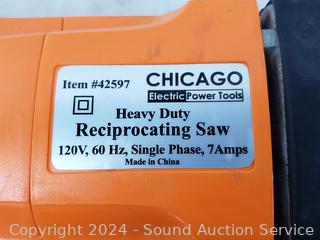 Item #42597 CHICAGO
Electric Power Tools
Heavy Duty
Reciprocating Saw
120V, 60 Hz, Single Phase, 7Amps
Made in China
Copyright 2024 - Sound Auction Service